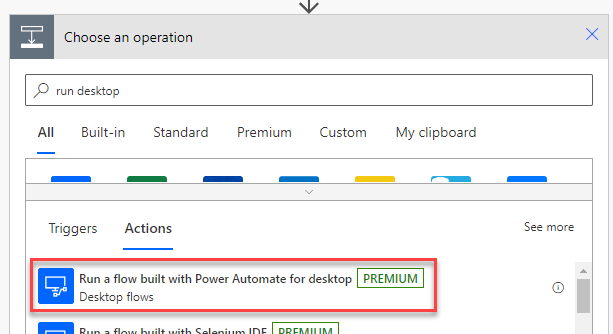 Choose an operation
run desktop
All Built-in Standard Premium Custom My clipboard
Triggers Actions See more
Run a flow built with Power Automate for desktop PREMIUM
Desktop flows
Run a flow built with Selenium IDE PREMIUM